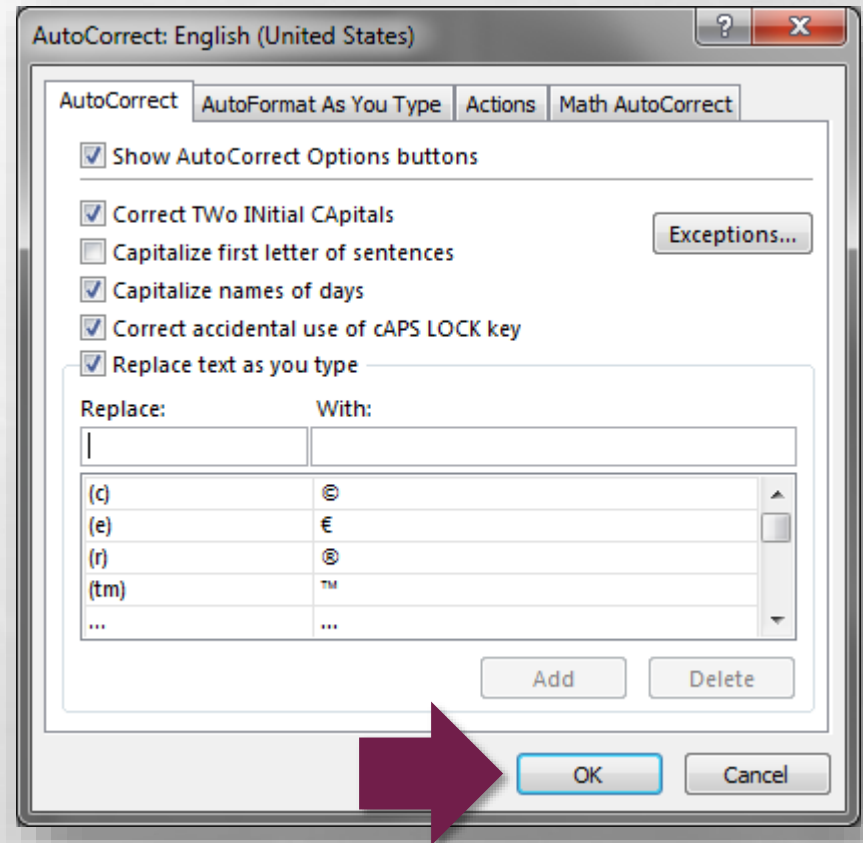 AutoCorrect: English (United States)
?
AutoCorrect AutoFormat As You Type Actions Math AutoCorrect
Show AutoCorrect Options buttons
Correct TWo INitial CApitals
Exceptions...
Capitalize first letter of sentences
Capitalize names of days
Correct accidental use of cAPS LOCK key
Replace text as you type
Replace: With:
(c) ©
(e) €
(r) ®
(tm) ™
... ...
Add Delete
OK Cancel